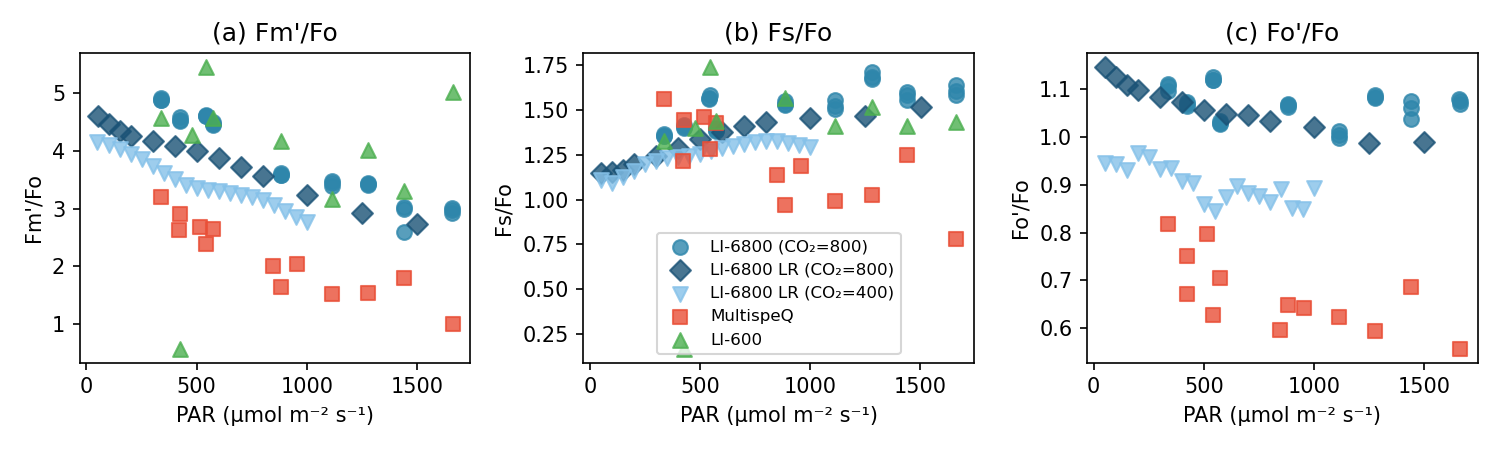 (a) Fm'/Fo
(b) Fs/Fo
(c) Fo'/Fo
Fm'/Fo
5
4
3
2
1
0
500
1000
1500
PAR (μmol m⁻² s⁻¹)
Fs/Fo
1.75
1.50
1.25
1.00
0.75
0.50
0.25
LI-6800 (CO₂=800)
LI-6800 LR (CO₂=800)
LI-6800 LR (CO₂=400)
MultispeQ
LI-600
0
500
1000
1500
PAR (μmol m⁻² s⁻¹)
Fo'/Fo
1.1
1.0
0.9
0.8
0.7
0.6
0
500
1000
1500
PAR (μmol m⁻² s⁻¹)